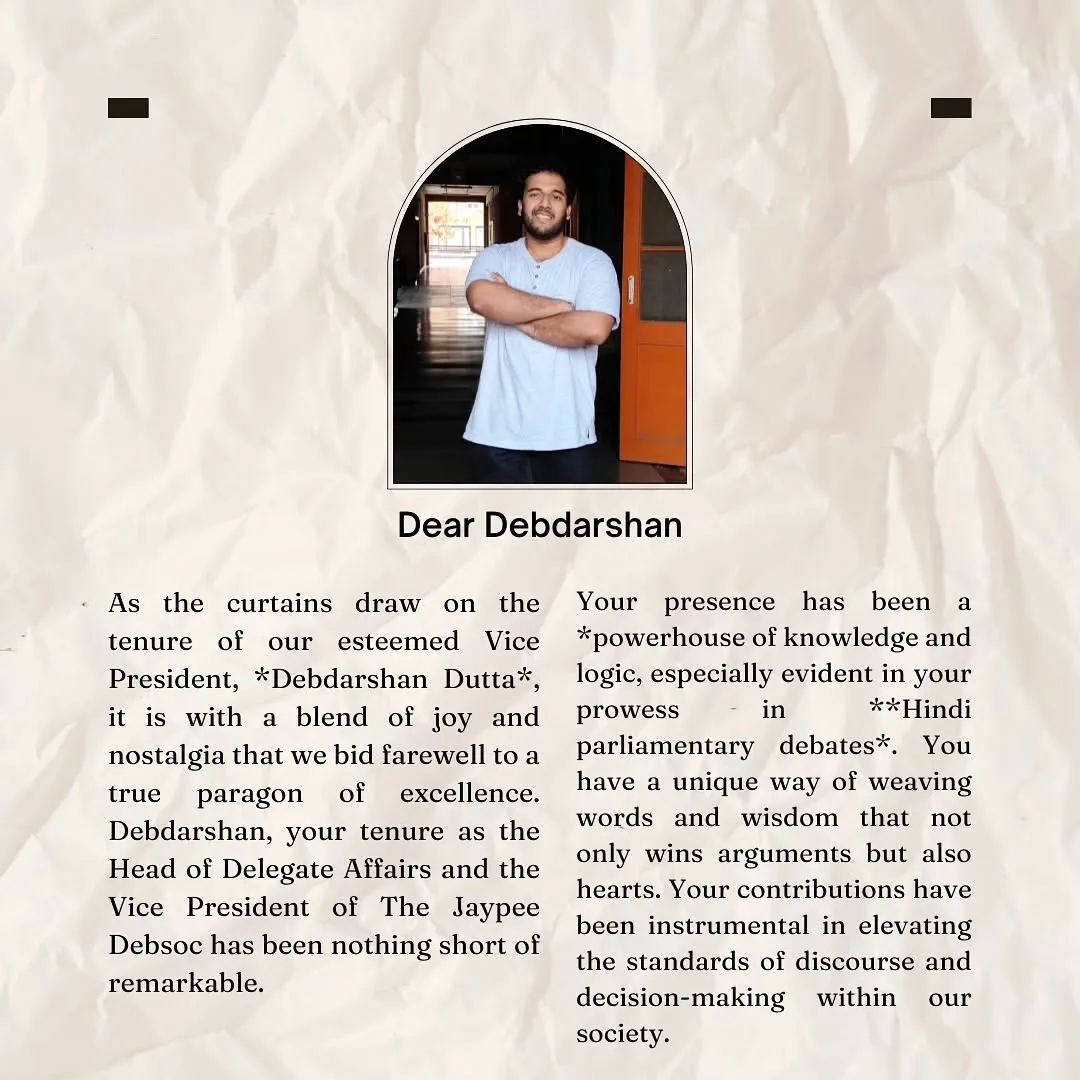 Dear Debdarshan
As the curtains draw on the
tenure of our esteemed Vice
President, *Debdarshan Dutta*,
it is with a blend of joy and
nostalgia that we bid farewell to a
true paragon of excellence.
Debdarshan, your tenure as the
Head of Delegate Affairs and the
Vice President of The Jaypee
Debsoc has been nothing short of
remarkable.
Your presence has been a
*powerhouse of knowledge and
logic, especially evident in your
prowess in **Hindi
parliamentary debates*. You
have a unique way of weaving
words and wisdom that not
only wins arguments but also
hearts. Your contributions have
been instrumental in elevating
the standards of discourse and
decision-making within our
society.